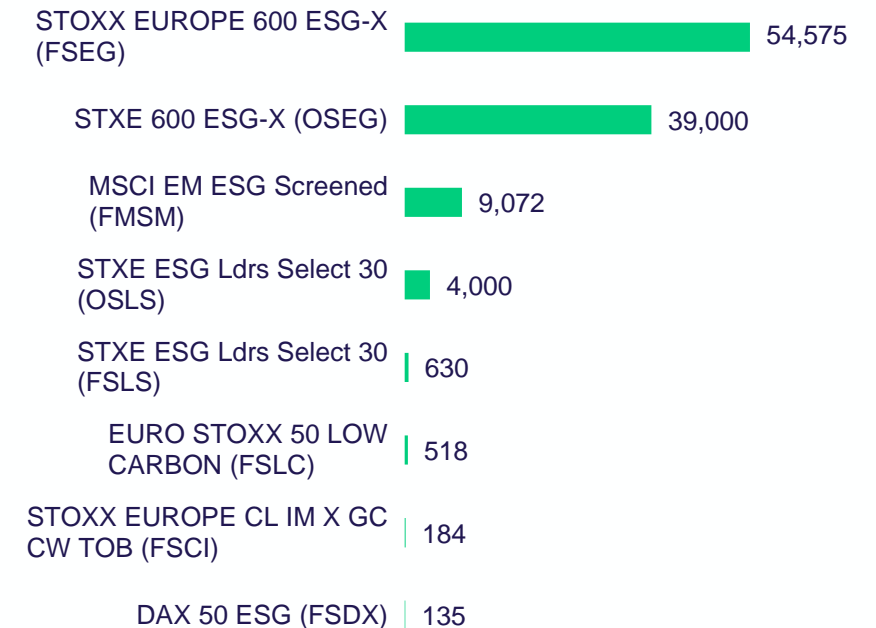 STOXX EUROPE 600 ESG-X
(FSEG)
54,575
STXE 600 ESG-X (OSEG)
39,000
MSCI EM ESG Screened
(FMSM)
9,072
STXE ESG Ldrs Select 30
(OSLS)
4,000
STXE ESG Ldrs Select 30
(FSLS)
630
EURO STOXX 50 LOW
CARBON (FSLC)
518
STOXX EUROPE CL IM X GC
CW TOB (FSCI)
184
DAX 50 ESG (FSDX)
135